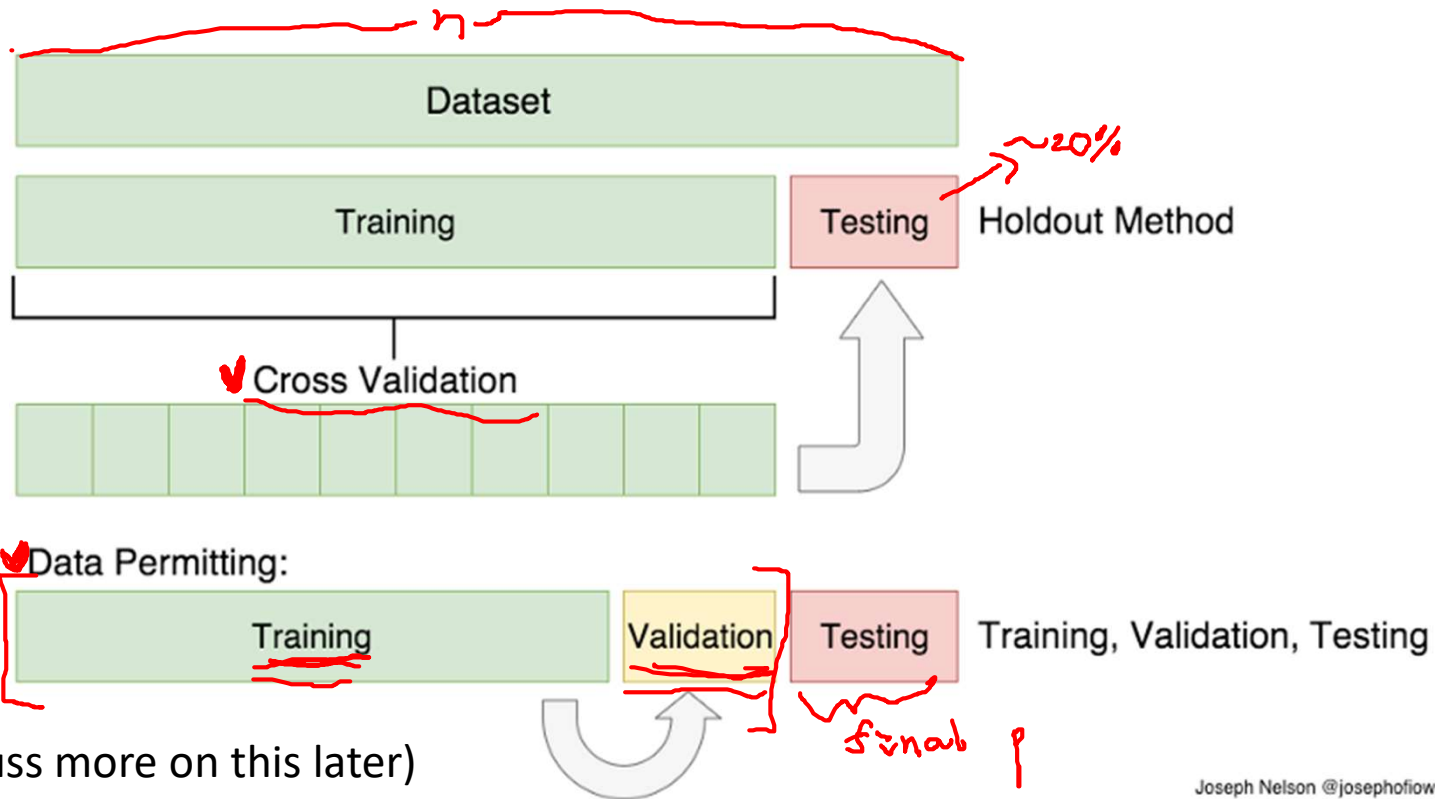 n
Dataset
~20%
Training
Testing
Holdout Method
Cross Validation
Data Permitting:
Training
Validation
Testing
Training, Validation, Testing
final P
uss more on this later)
Joseph Nelson @josephofiow